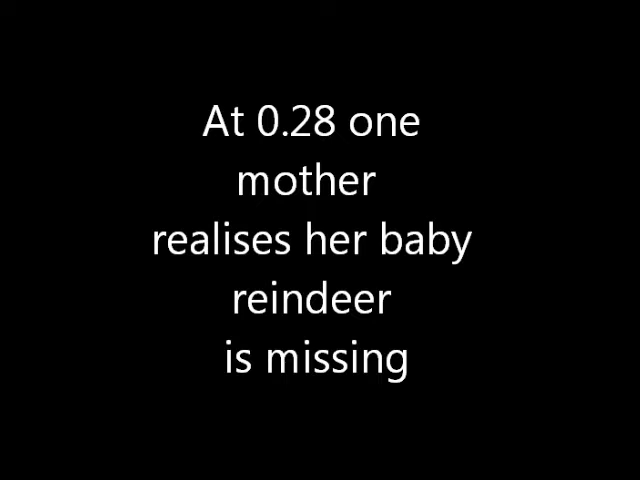 At 0.28 one
mother
realises her baby
reindeer
is missing